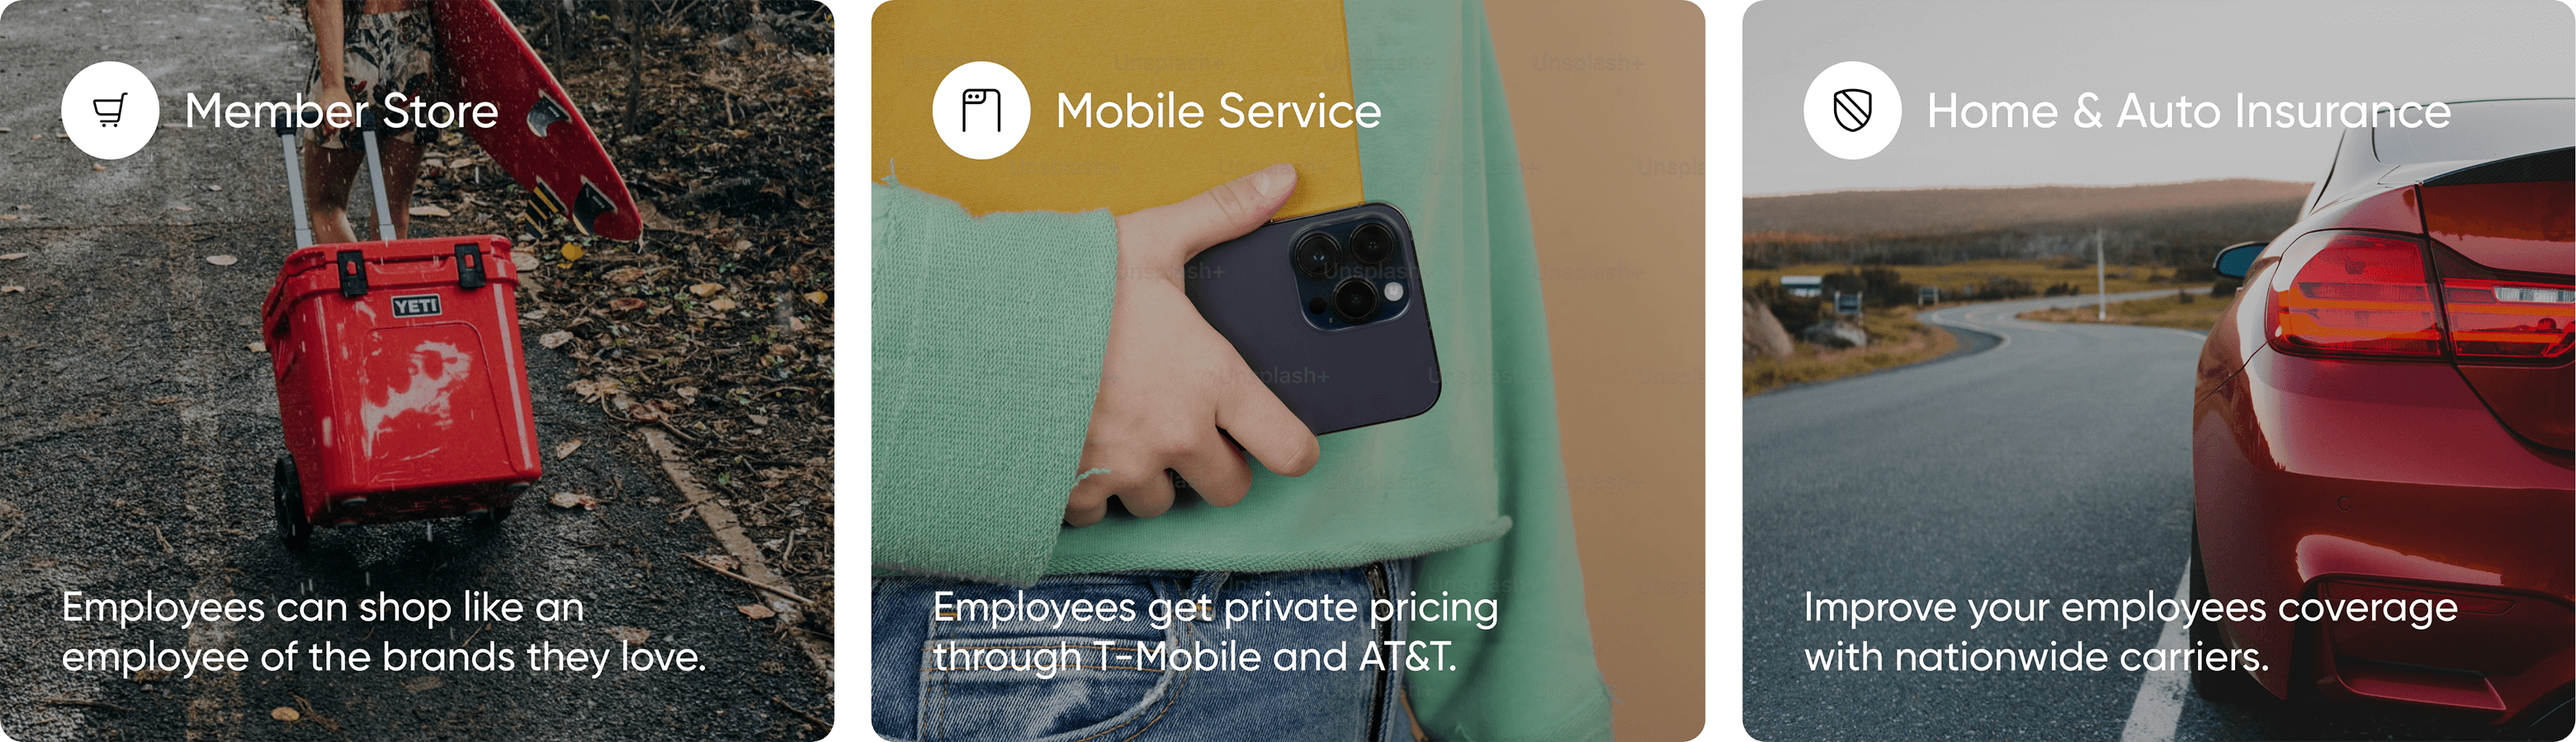 Member Store
YETI
Employees can shop like an
employee of the brands they love.
Mobile Service
Unsplash+
Employees get private pricing
through T-Mobile and AT&T.
Home & Auto Insurance
Improve your employees coverage
with nationwide carriers.